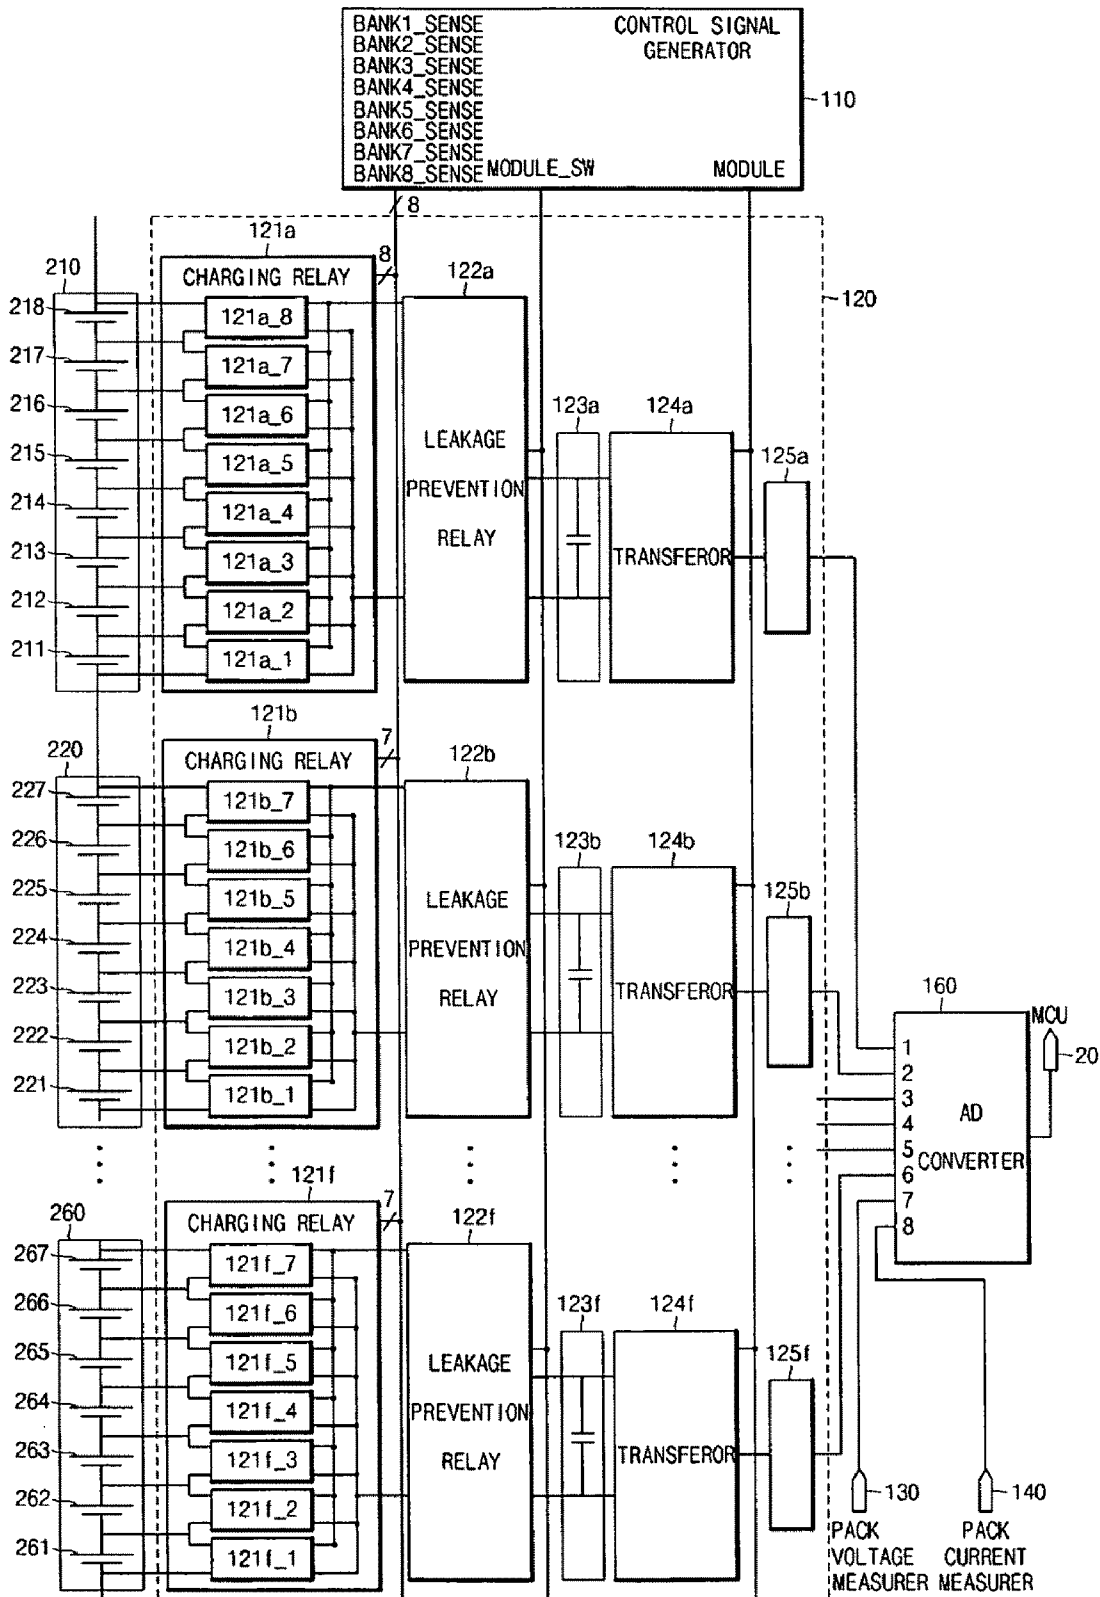 BANK1_SENSE
BANK2_SENSE
BANK3_SENSE
BANK4_SENSE
BANK5_SENSE
BANK6_SENSE
BANK7_SENSE
BANK8_SENSE
CONTROL SIGNAL
GENERATOR
MODULE_SW
MODULE
110
8
120
210
218
217
216
215
214
213
212
211
121a
CHARGING RELAY
8
121a_8
121a_7
121a_6
121a_5
121a_4
121a_3
121a_2
121a_1
122a
LEAKAGE
PREVENTION
RELAY
123a
124a
TRANSFEROR
125a
220
227
226
225
224
223
222
221
121b
CHARGING RELAY
7
121b_7
121b_6
121b_5
121b_4
121b_3
121b_2
121b_1
122b
LEAKAGE
PREVENTION
RELAY
123b
124b
TRANSFEROR
125b
160
1
2
3
4
5
6
7
8
AD
CONVERTER
MCU
20
260
267
266
265
264
263
262
261
121f
CHARGING RELAY
7
121f_7
121f_6
121f_5
121f_4
121f_3
121f_2
121f_1
122f
LEAKAGE
PREVENTION
RELAY
123f
124f
TRANSFEROR
125f
130
PACK
VOLTAGE
MEASURER
140
PACK
CURRENT
MEASURER